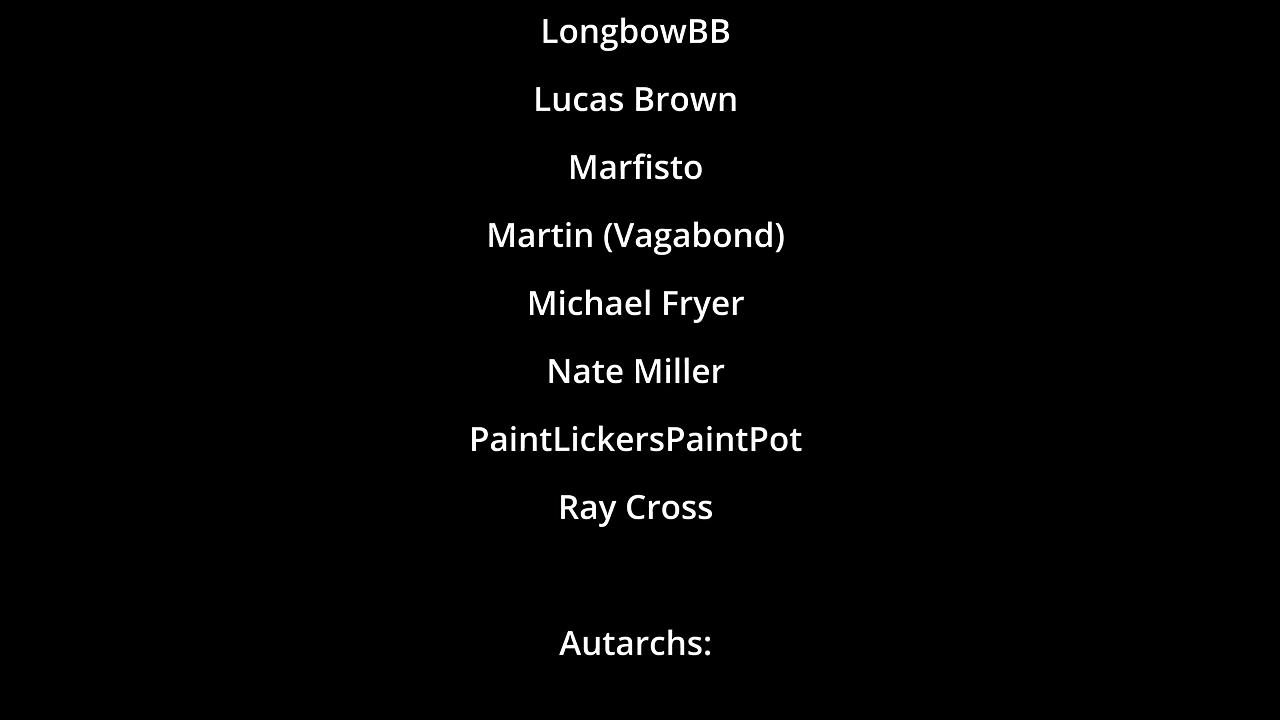 LongbowBB
Lucas Brown
Marfisto
Martin (Vagabond)
Michael Fryer
Nate Miller
PaintLickersPaintPot
Ray Cross
Autarchs: